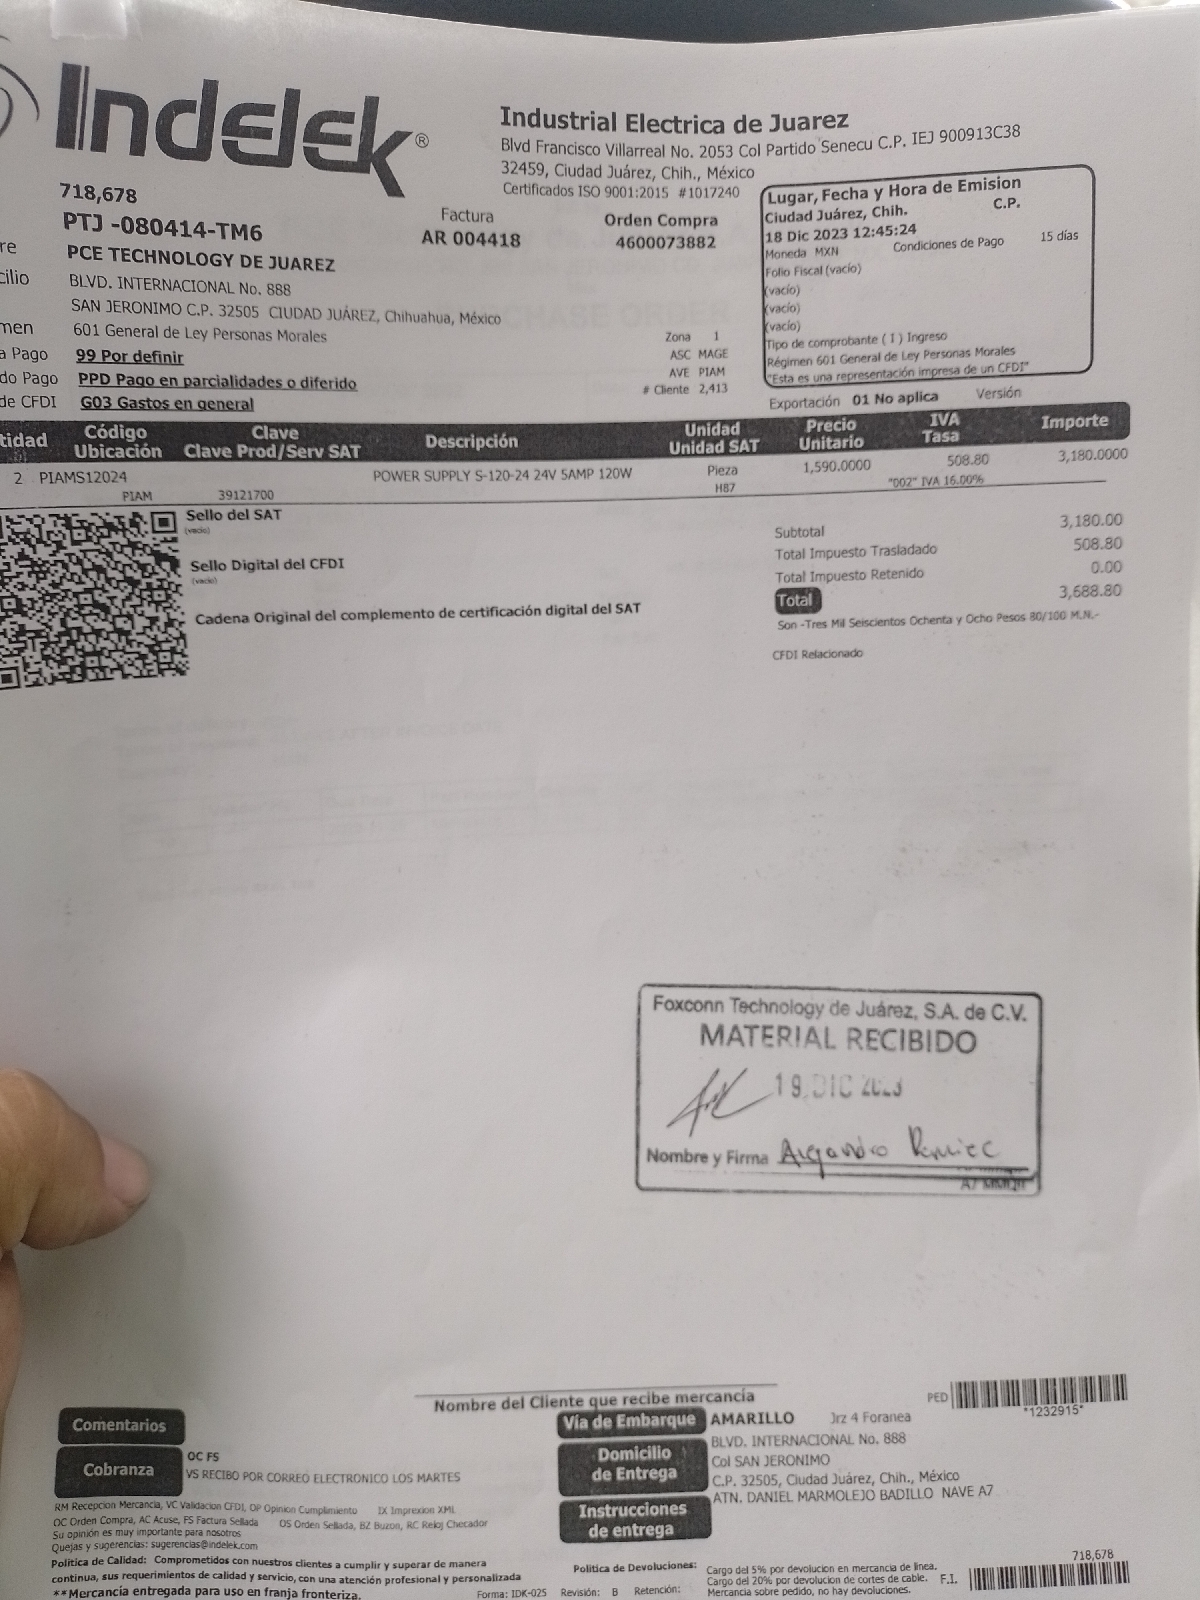 Indelek®
Industrial Electrica de Juarez
Blvd Francisco Villarreal No. 2053 Col Partido Senecu C.P. IEJ 900913C38
32459, Ciudad Juárez, Chih., México
Certificados ISO 9001:2015 #1017240
718,678
PTJ -080414-TM6
PCE TECHNOLOGY DE JUAREZ
BLVD. INTERNACIONAL No. 888
SAN JERONIMO C.P. 32505 CIUDAD JUÁREZ, Chihuahua, México
601 General de Ley Personas Morales
a Pago 99 Por definir
do Pago PPD Pago en parcialidades o diferido
de CFDI G03 Gastos en general
Factura
AR 004418
Orden Compra
4600073882
Zona 1
ASC MAGE
AVE PIAM
# Cliente 2,413
Lugar, Fecha y Hora de Emision
Ciudad Juárez, Chih. C.P.
18 Dic 2023 12:45:24
Moneda MXN Condiciones de Pago 15 días
Folio Fiscal (vacío)
(vacío)
(vacío)
(vacío)
Tipo de comprobante ( 1 ) Ingreso
Régimen 601 General de Ley Personas Morales
"Esta es una representación impresa de un CFDI"
Exportación 01 No aplica Versión
tidad Código Ubicación Clave Clave Prod/Serv SAT Descripción Unidad Unidad SAT Precio Unitario IVA Tasa Importe
2 PIAMS12024 POWER SUPPLY S-120-24 24V 5AMP 120W Pieza 1,590.0000 508.80 3,180.0000
PIAM 39121700 H87 "002" IVA 16.00%
Sello del SAT
(vacío)
Sello Digital del CFDI
(vacío)
Cadena Original del complemento de certificación digital del SAT
Subtotal 3,180.00
Total Impuesto Trasladado 508.80
Total Impuesto Retenido 0.00
Total 3,688.80
Son -Tres Mil Seiscientos Ochenta y Ocho Pesos 80/100 M.N.-
CFDI Relacionado
Foxconn Technology de Juárez, S.A. de C.V.
MATERIAL RECIBIDO
19 DIC 2023
Nombre y Firma
Nombre del Cliente que recibe mercancía
PED
*1232915*
Comentarios
Cobranza
OC FS
VS RECIBO POR CORREO ELECTRONICO LOS MARTES
Vía de Embarque AMARILLO Jrz 4 Foranea
Domicilio de Entrega
BLVD. INTERNACIONAL No. 888
Col SAN JERONIMO
C.P. 32505, Ciudad Juárez, Chih., México
ATN. DANIEL MARMOLEJO BADILLO NAVE A7
Instrucciones de entrega
RM Recepcion Mercancia, VC Validacion CFDI, OP Opinion Cumplimiento IX Imprexion XML
OC Orden Compra, AC Acuse, FS Factura Sellada OS Orden Sellada, BZ Buzon, RC Reloj Checador
Su opinión es muy importante para nosotros
Quejas y sugerencias: sugerencias@indelek.com
Politica de Calidad: Comprometidos con nuestros clientes a cumplir y superar de manera
continua, sus requerimientos de calidad y servicio, con una atención profesional y personalizada
**Mercancía entregada para uso en franja fronteriza.
Forma: IDK-025 Revisión: B Retención:
Politica de Devoluciones: Cargo del 5% por devolucion en mercancia de linea.
Cargo del 20% por devolucion de cortes de cable.
Mercancia sobre pedido, no hay devoluciones.
718,678
F.I.